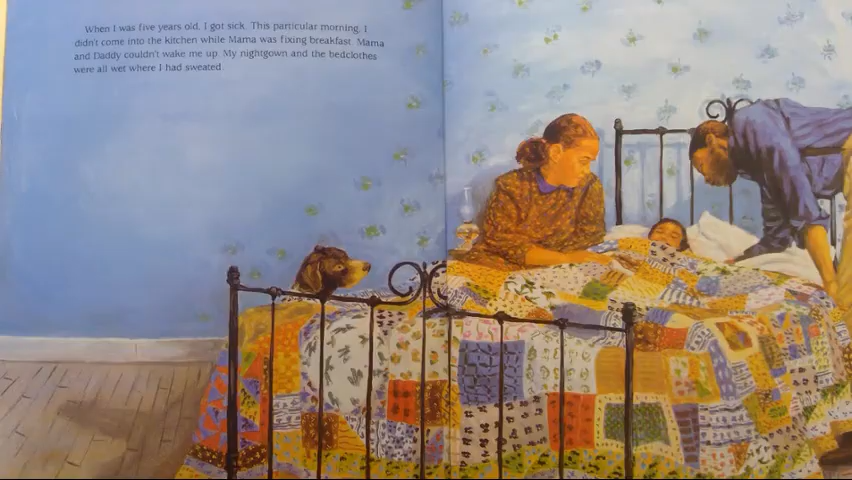 When I was five years old, I got sick. This particular morning, I
didn't come into the kitchen while Mama was fixing breakfast. Mama
and Daddy couldn't wake me up. My nightgown and the bedclothes
were all wet where I had sweated.